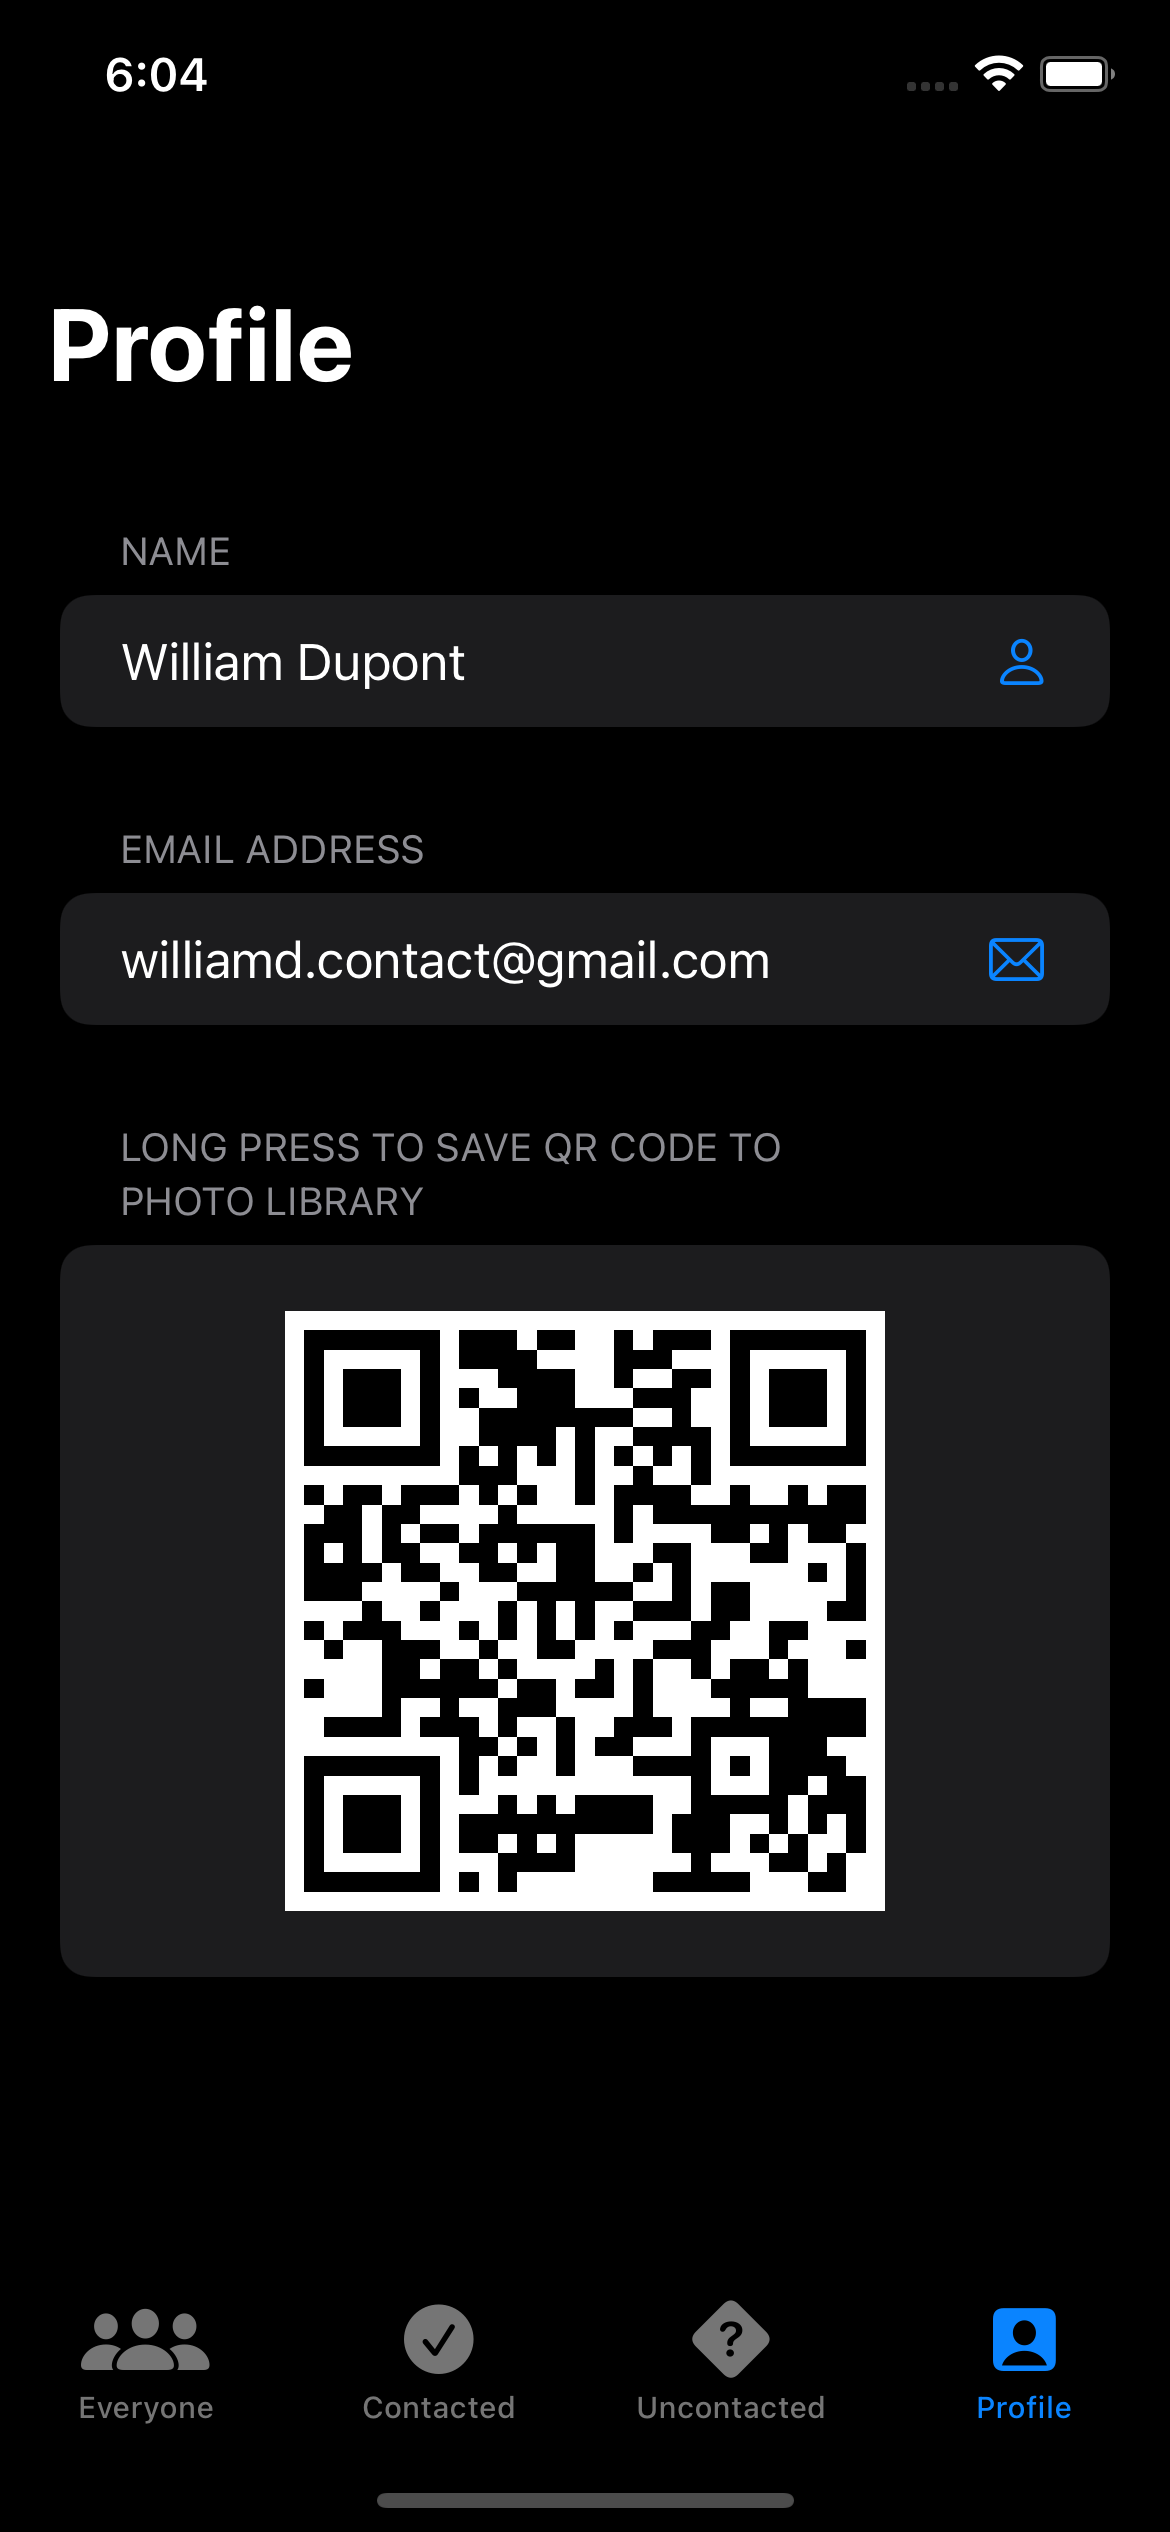 6:04
Profile
NAME
William Dupont
EMAIL ADDRESS
williamd.contact@gmail.com
LONG PRESS TO SAVE QR CODE TO
PHOTO LIBRARY
Everyone
Contacted
Uncontacted
Profile